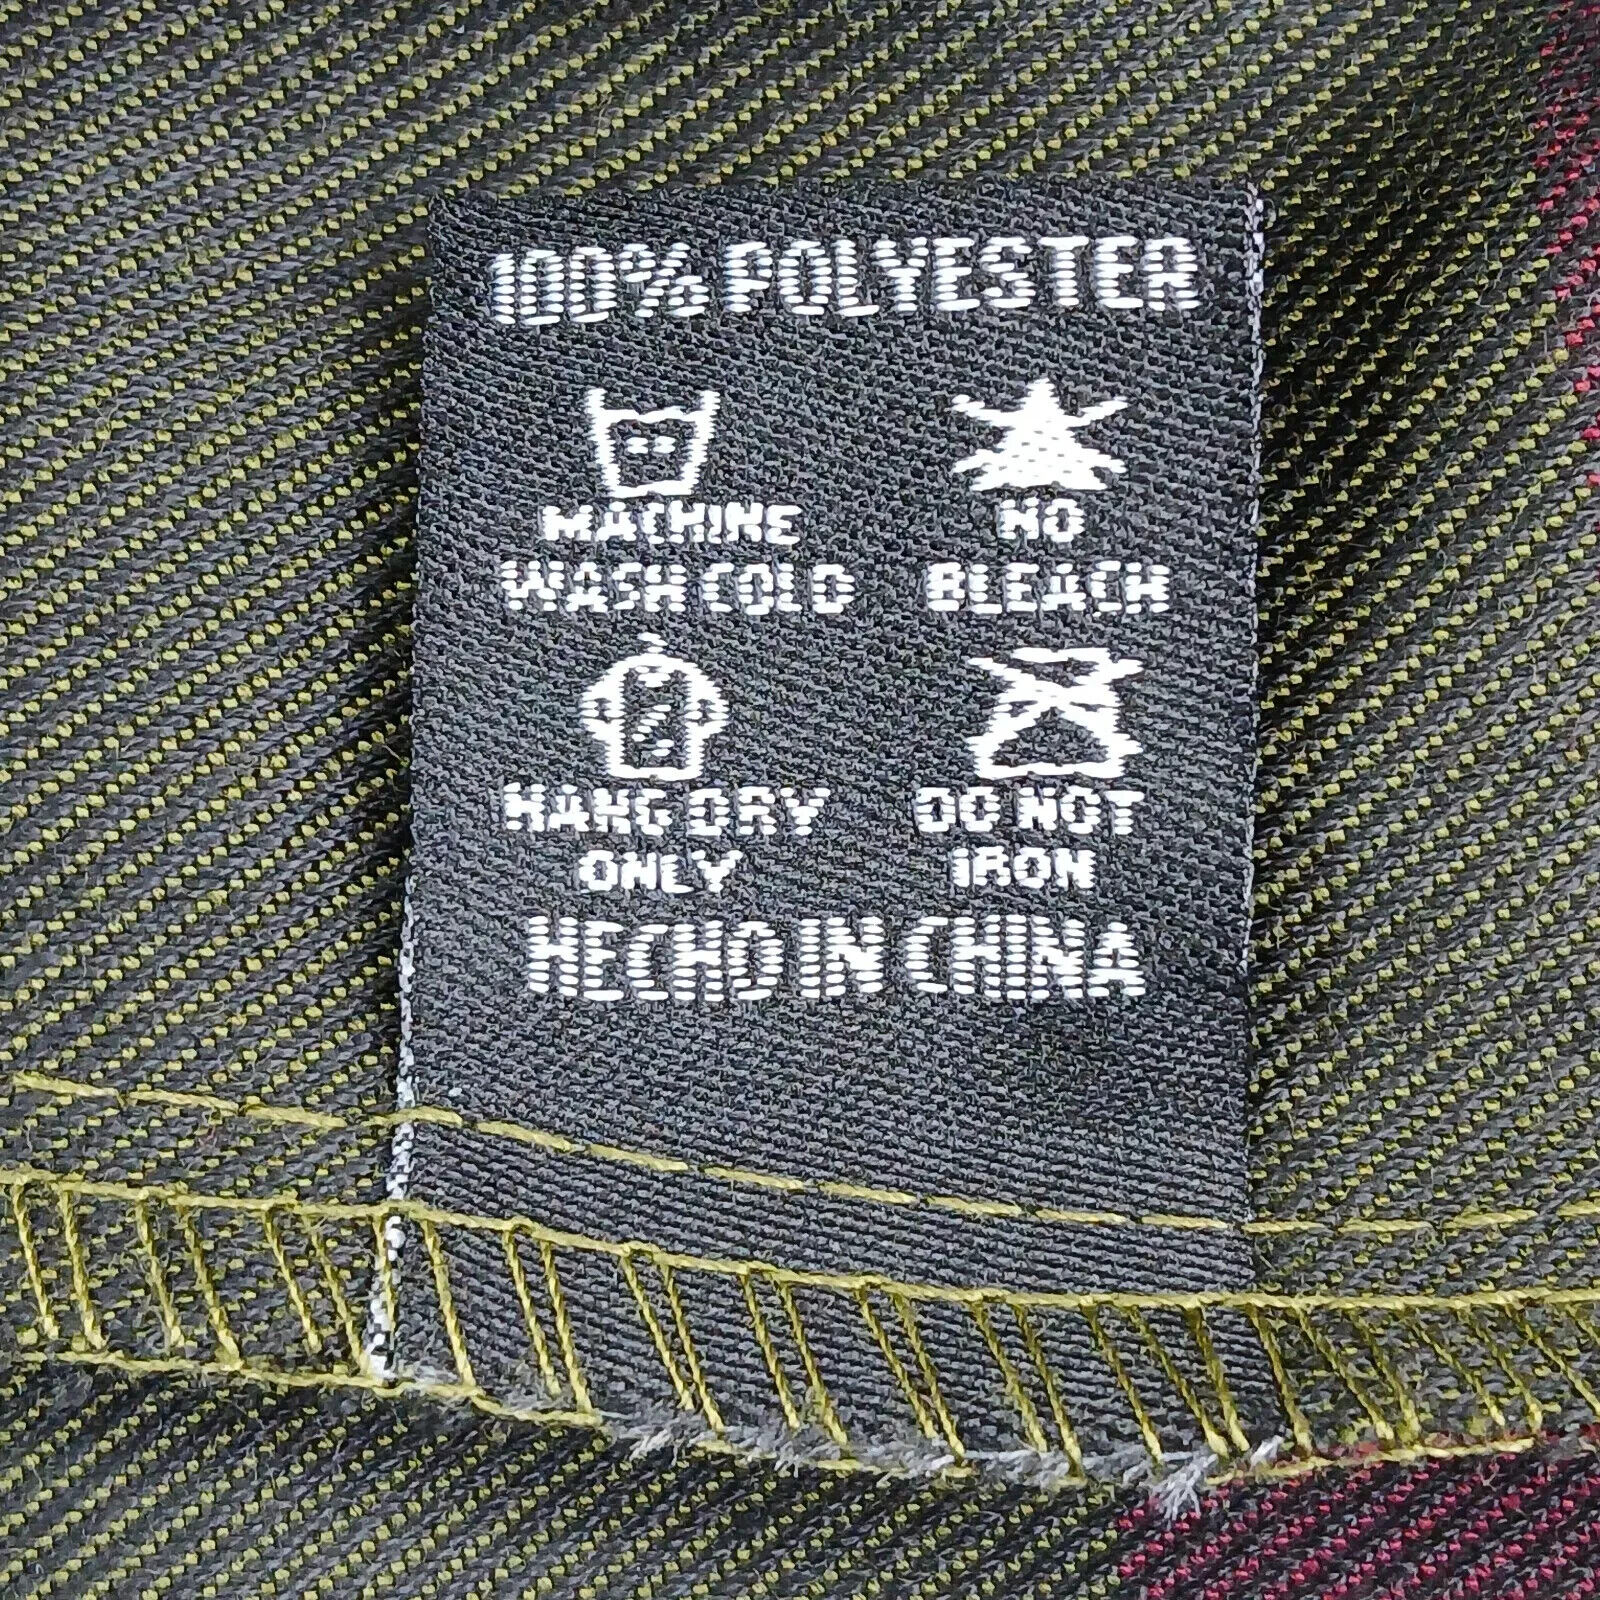 100% POLYESTER
MACHINE
WASH COLD
NO
BLEACH
HANG DRY
ONLY
DO NOT
IRON
HECHO IN CHINA